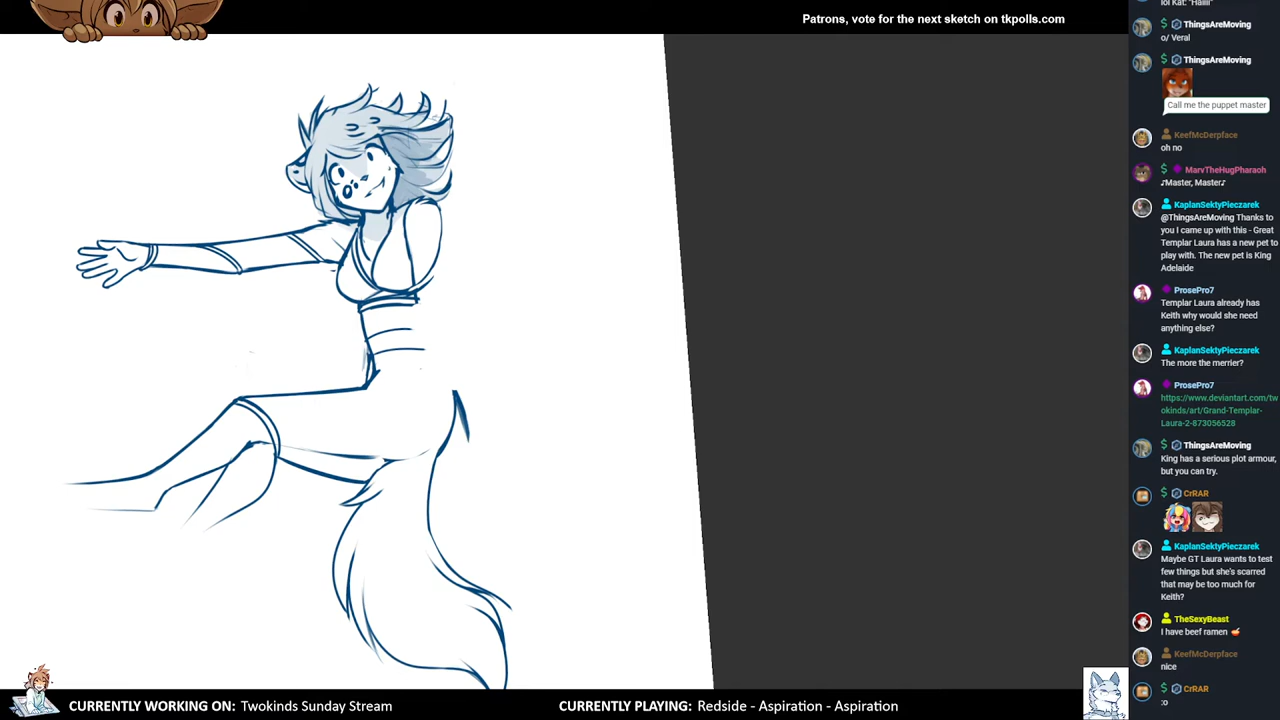 Patrons, vote for the next sketch on tkpolls.com
lol Kat: "Haiiii"
$ ThingsAreMoving
o/ Veral
$ ThingsAreMoving
Call me the puppet master
KeefMcDerpface
oh no
$ MarvTheHugPharaoh
♪Master, Master♪
KaplanSektyPieczarek
@ThingsAreMoving Thanks to
you I came up with this - Great
Templar Laura has a new pet to
play with. The new pet is King
Adelaide
ProsePro7
Templar Laura already has
Keith why would she need
anything else?
KaplanSektyPieczarek
The more the merrier?
ProsePro7
https://www.deviantart.com/tw
okinds/art/Grand-Templar-
Laura-2-873056528
$ ThingsAreMoving
King has a serious plot armour,
but you can try.
$ CrRAR
KaplanSektyPieczarek
Maybe GT Laura wants to test
few things but she's scarred
that may be too much for
Keith?
TheSexyBeast
I have beef ramen 🍜
KeefMcDerpface
nice
$ CrRAR
:o
CURRENTLY WORKING ON: Twokinds Sunday Stream
CURRENTLY PLAYING: Redside - Aspiration - Aspiration